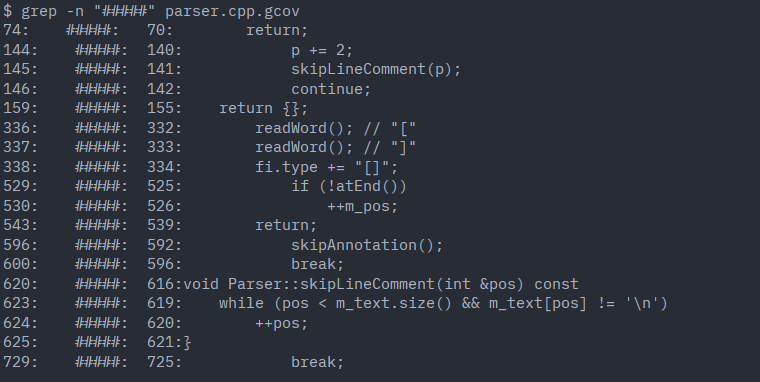 $ grep -n "#####" parser.cpp.gcov
74:    #####:   70:        return;
144:    #####:  140:            p += 2;
145:    #####:  141:            skipLineComment(p);
146:    #####:  142:            continue;
159:    #####:  155:    return {};
336:    #####:  332:        readWord(); // "["
337:    #####:  333:        readWord(); // "]"
338:    #####:  334:        fi.type += "[]";
529:    #####:  525:            if (!atEnd())
530:    #####:  526:                ++m_pos;
543:    #####:  539:        return;
596:    #####:  592:            skipAnnotation();
600:    #####:  596:            break;
620:    #####:  616:void Parser::skipLineComment(int &pos) const
623:    #####:  619:    while (pos < m_text.size() && m_text[pos] != '\n')
624:    #####:  620:        ++pos;
625:    #####:  621:}
729:    #####:  725:            break;